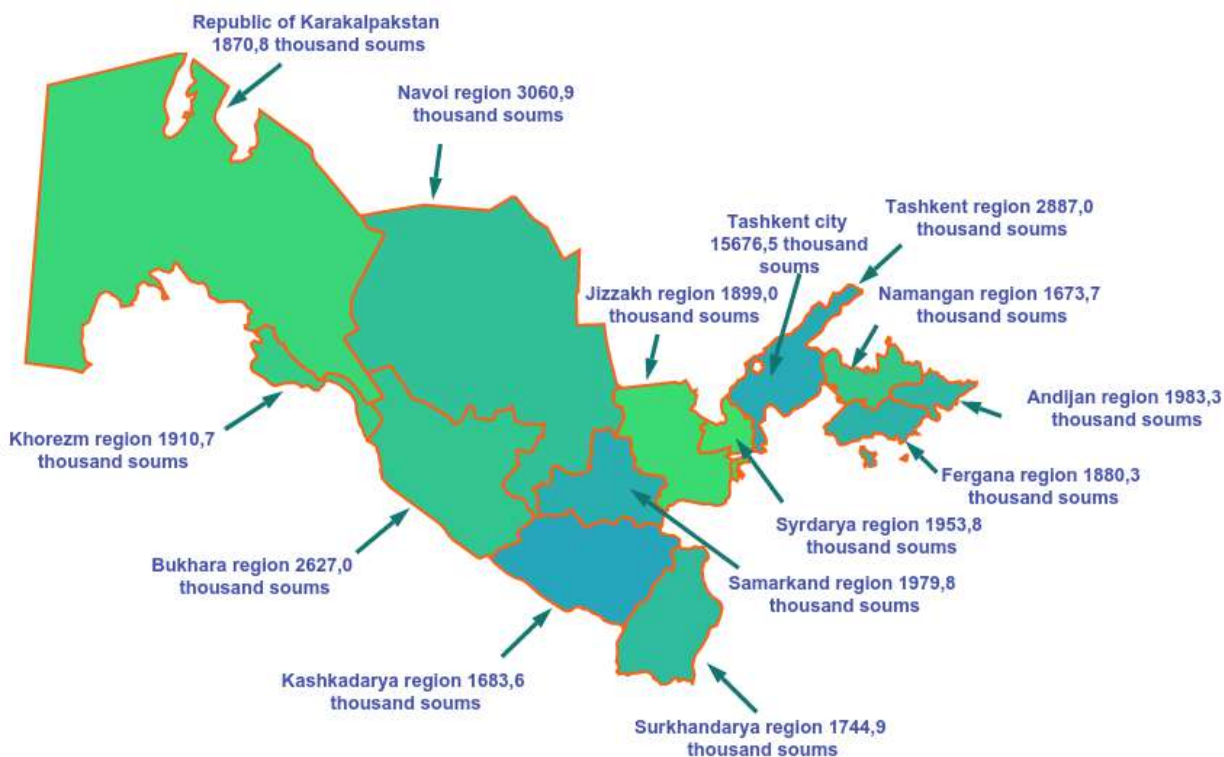 Republic of Karakalpakstan
1870,8 thousand soums
Navoi region 3060,9
thousand soums
Tashkent city
15676,5 thousand
soums
Tashkent region 2887,0
thousand soums
Jizzakh region 1899,0
thousand soums
Namangan region 1673,7
thousand soums
Andijan region 1983,3
thousand soums
Khorezm region 1910,7
thousand soums
Fergana region 1880,3
thousand soums
Syrdarya region 1953,8
thousand soums
Bukhara region 2627,0
thousand soums
Samarkand region 1979,8
thousand soums
Kashkadarya region 1683,6
thousand soums
Surkhandarya region 1744,9
thousand soums